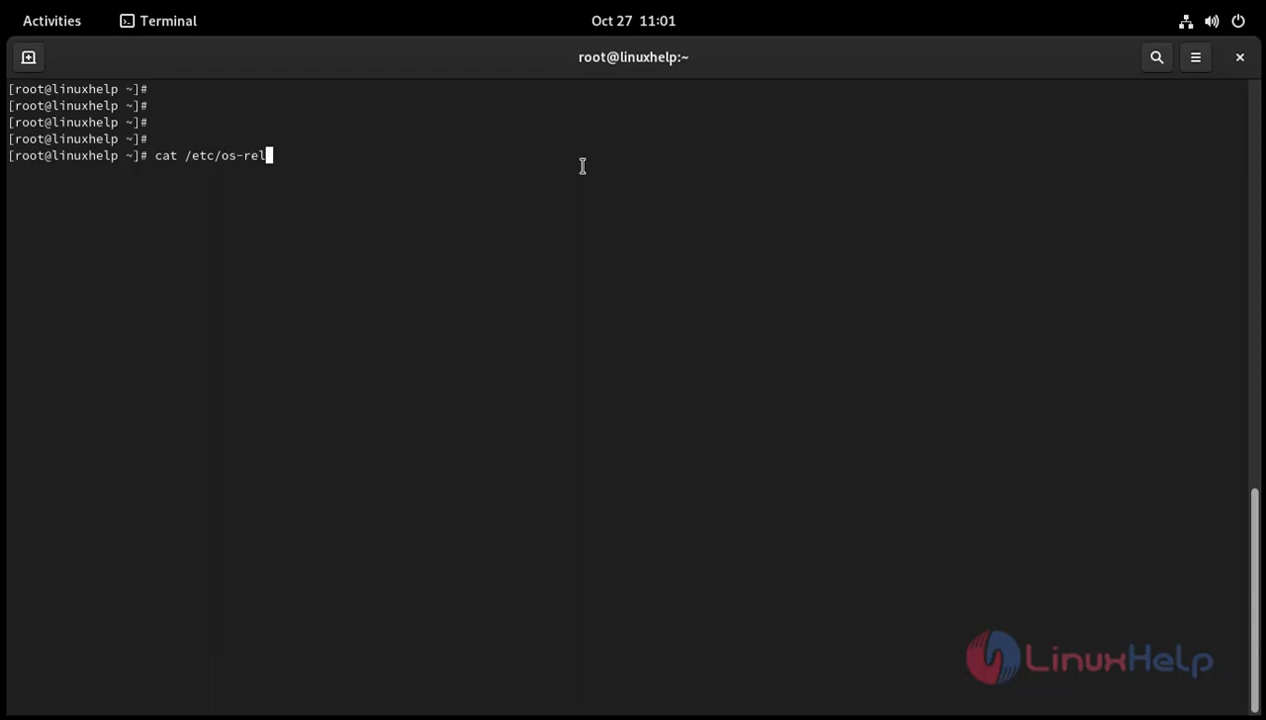 Activities Terminal Oct 27 11:01
root@linuxhelp:~
[root@linuxhelp ~]#
[root@linuxhelp ~]#
[root@linuxhelp ~]#
[root@linuxhelp ~]#
[root@linuxhelp ~]# cat /etc/os-rel
LinuxHelp